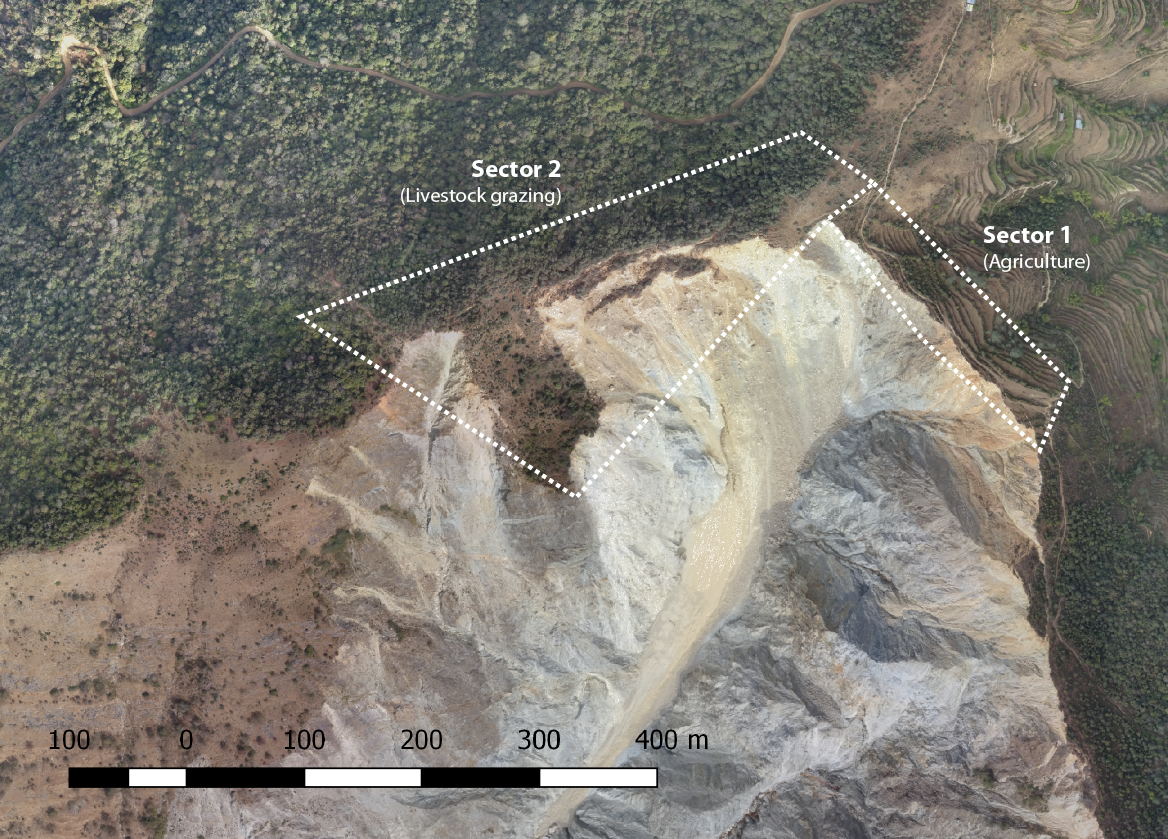 Sector 2
(Livestock grazing)
Sector 1
(Agriculture)
100 0 100 200 300 400 m